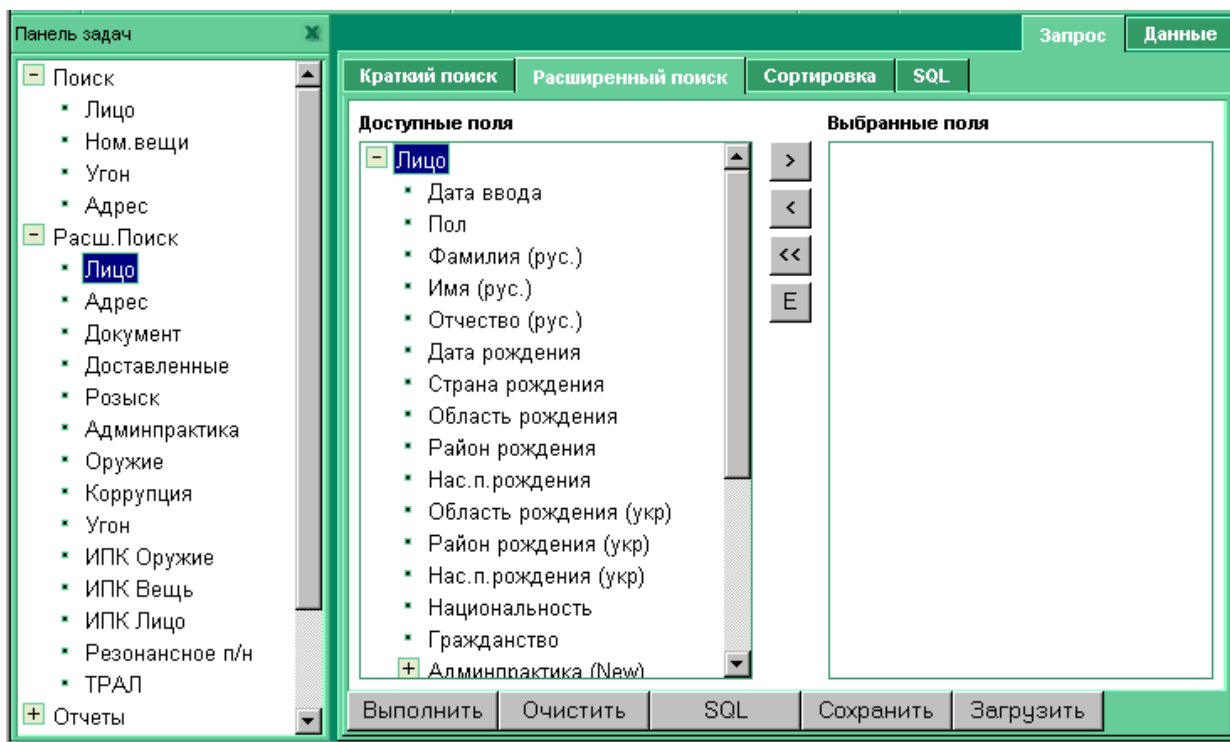 Панель задач
Поиск
Лицо
Ном.вещи
Угон
Адрес
Расш.Поиск
Лицо
Адрес
Документ
Доставленные
Розыск
Админпрактика
Оружие
Коррупция
Угон
ИПК Оружие
ИПК Вещь
ИПК Лицо
Резонансное п/н
ТРАЛ
Отчеты
Запрос Данные
Краткий поиск Расширенный поиск Сортировка SQL
Доступные поля
Лицо
Дата ввода
Пол
Фамилия (рус.)
Имя (рус.)
Отчество (рус.)
Дата рождения
Страна рождения
Область рождения
Район рождения
Нас.п.рождения
Область рождения (укр)
Район рождения (укр)
Нас.п.рождения (укр)
Национальность
Гражданство
Админпрактика (New)
>
<
<<
E
Выбранные поля
Выполнить Очистить SQL Сохранить Загрузить